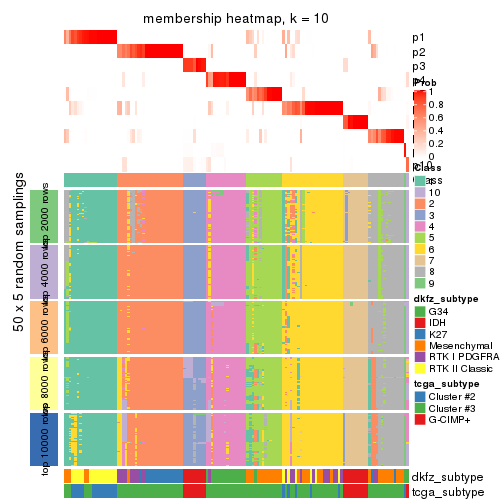 membership heatmap, k = 10
p1
p2
p3
p4
p10
Prob
1
0.8
0.6
0.4
0.2
0
Class
1
10
2
3
4
5
6
7
8
9
dkfz_subtype
G34
IDH
K27
Mesenchymal
RTK I PDGFRA
RTK II Classic
tcga_subtype
Cluster #2
Cluster #3
G-CIMP+
50 x 5 random samplings
top 2000 rows
top 4000 rows
top 6000 rows
top 8000 rows
top 10000 rows
dkfz_subtype
tcga_subtype